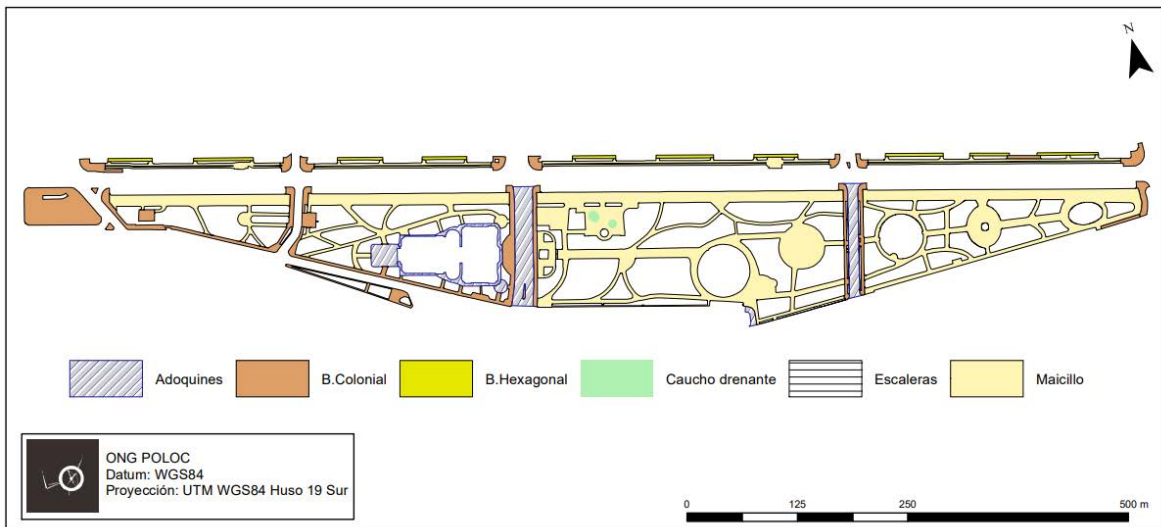 N
Adoquines
B.Colonial
B.Hexagonal
Caucho drenante
Escaleras
Maicillo
ONG POLOC
Datum: WGS84
Proyección: UTM WGS84 Huso 19 Sur
0 125 250 500 m